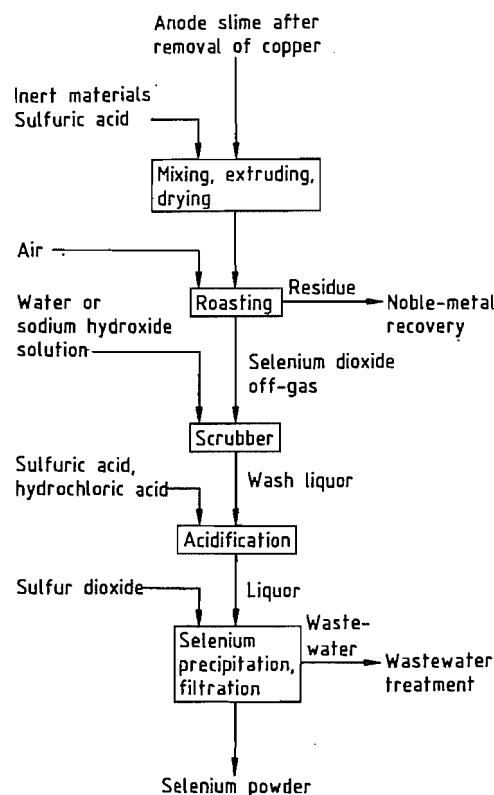 Anode slime after
removal of copper
Inert materials
Sulfuric acid
Mixing, extruding,
drying
Air
Roasting
Residue
Noble-metal
recovery
Water or
sodium hydroxide
solution
Selenium dioxide
off-gas
Scrubber
Sulfuric acid,
hydrochloric acid
Wash liquor
Acidification
Sulfur dioxide
Liquor
Selenium
precipitation,
filtration
Waste-
water
Wastewater
treatment
Selenium powder